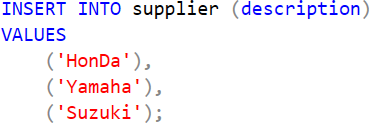 INSERT INTO supplier (description)
VALUES
    ('HonDa'),
    ('Yamaha'),
    ('Suzuki');